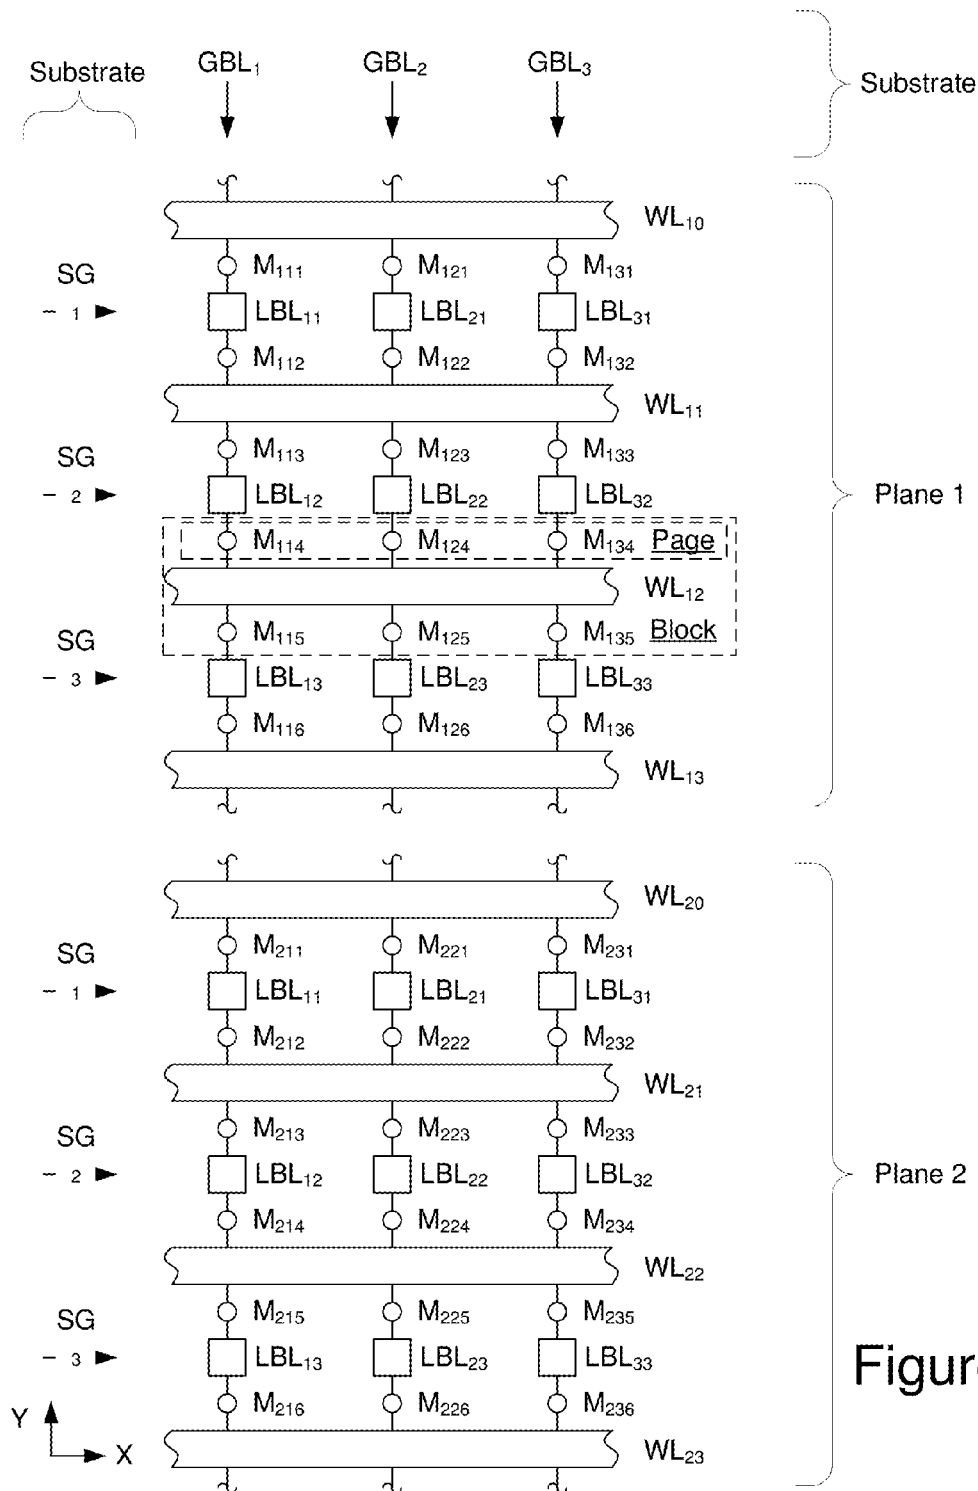 Substrate GBL₁ GBL₂ GBL₃ Substrate
WL₁₀
SG M₁₁₁ M₁₂₁ M₁₃₁
1 LBL₁₁ LBL₂₁ LBL₃₁
M₁₁₂ M₁₂₂ M₁₃₂
WL₁₁
SG M₁₁₃ M₁₂₃ M₁₃₃
2 LBL₁₂ LBL₂₂ LBL₃₂ Plane 1
M₁₁₄ M₁₂₄ M₁₃₄ Page
WL₁₂
SG M₁₁₅ M₁₂₅ M₁₃₅ Block
3 LBL₁₃ LBL₂₃ LBL₃₃
M₁₁₆ M₁₂₆ M₁₃₆
WL₁₃
WL₂₀
SG M₂₁₁ M₂₂₁ M₂₃₁
1 LBL₁₁ LBL₂₁ LBL₃₁
M₂₁₂ M₂₂₂ M₂₃₂
WL₂₁
SG M₂₁₃ M₂₂₃ M₂₃₃
2 LBL₁₂ LBL₂₂ LBL₃₂ Plane 2
M₂₁₄ M₂₂₄ M₂₃₄
WL₂₂
SG M₂₁₅ M₂₂₅ M₂₃₅
3 LBL₁₃ LBL₂₃ LBL₃₃ Figur
M₂₁₆ M₂₂₆ M₂₃₆
Y
X
WL₂₃